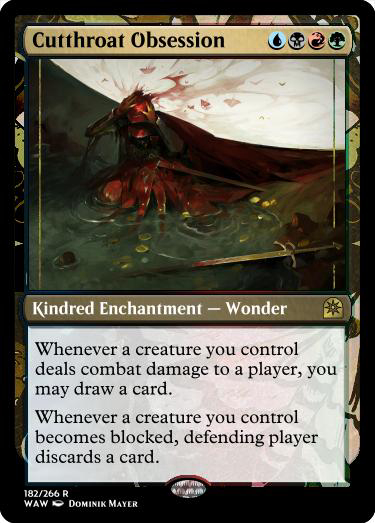 Cutthroat Obsession
Kindred Enchantment — Wonder
Whenever a creature you control
deals combat damage to a player, you
may draw a card.
Whenever a creature you control
becomes blocked, defending player
discards a card.
182/266 R
WAW Dominik Mayer